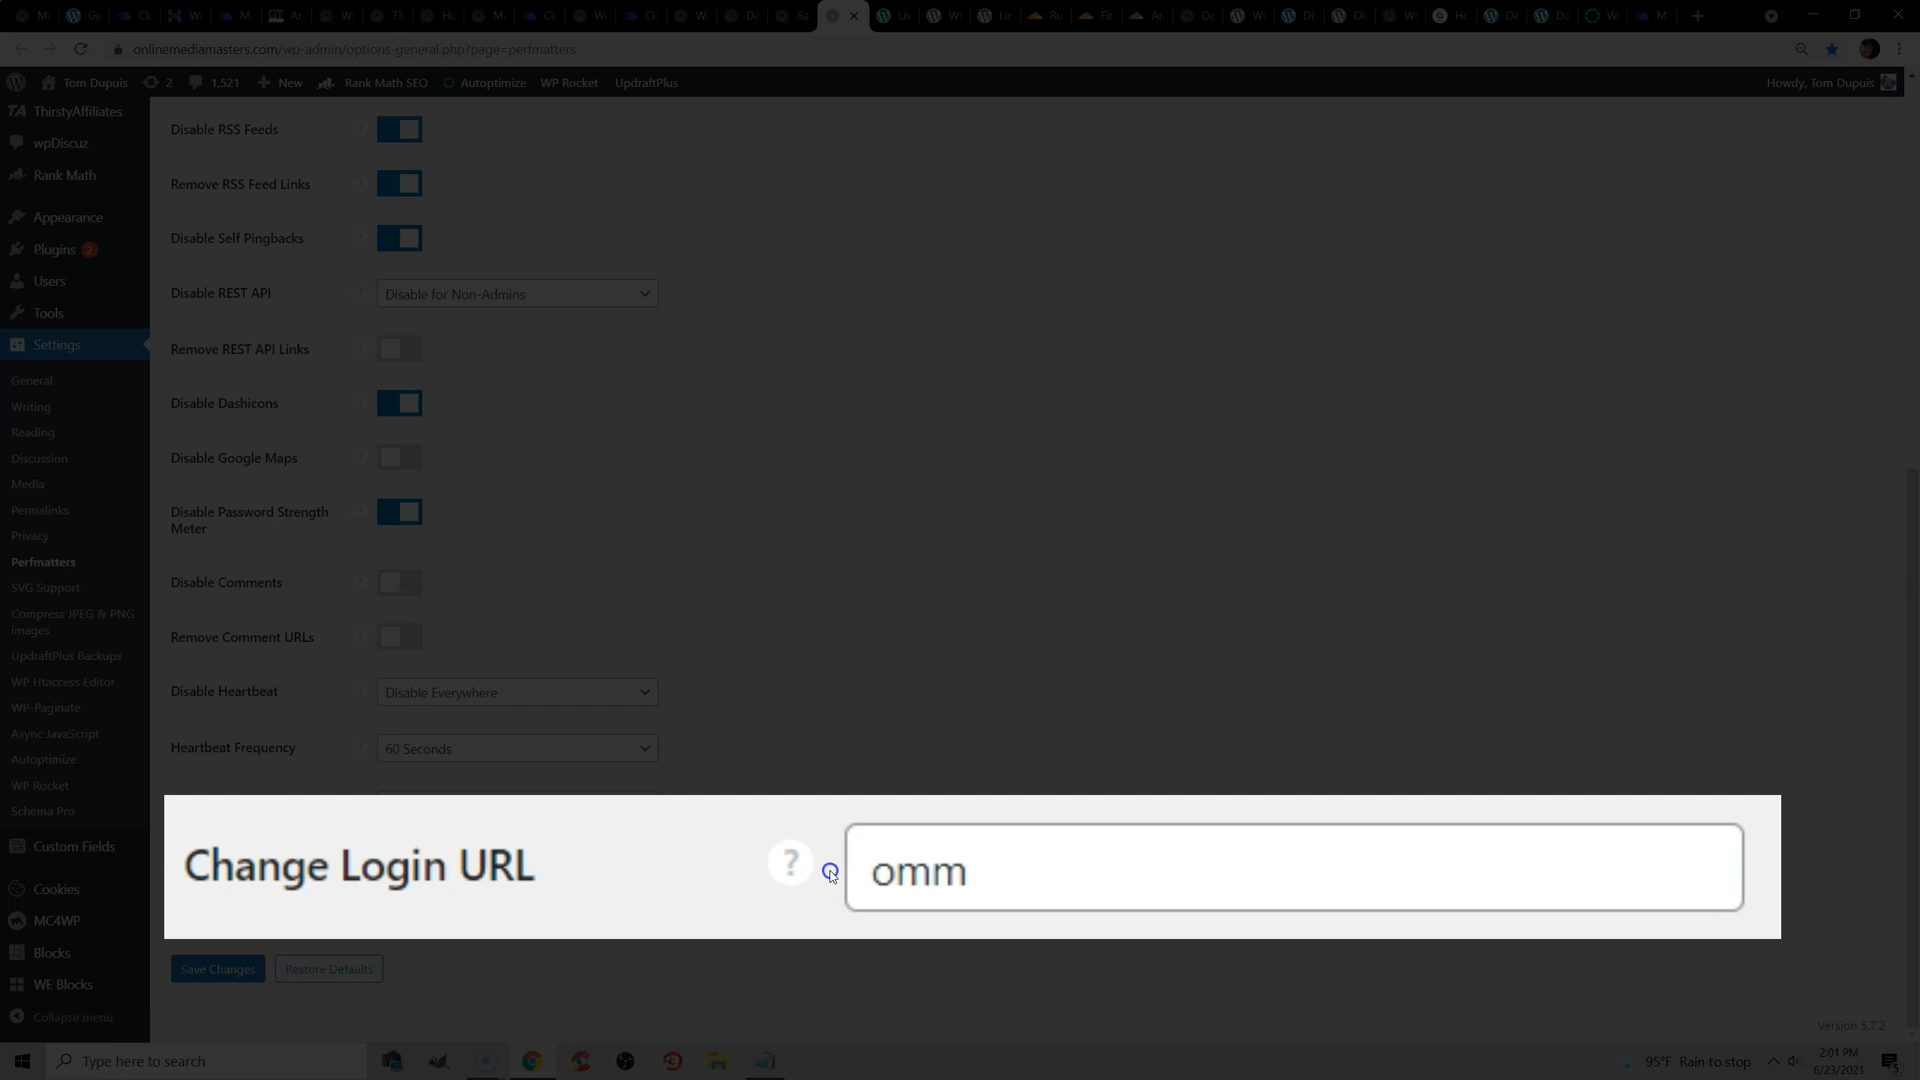 onlinemediamasters.com/wp-admin/options-general.php?page=perfmatters
Tom Dupuis 2 1,521 New Rank Math SEO Autoptimize WP Rocket UpdraftPlus Howdy, Tom Dupuis
ThirstyAffiliates
wpDiscuz
Rank Math
Appearance
Plugins 2
Users
Tools
Settings
General
Writing
Reading
Discussion
Media
Permalinks
Privacy
Perfmatters
SVG Support
Compress JPEG & PNG
images
UpdraftPlus Backups
WP Htaccess Editor
WP-Paginate
Async JavaScript
Autoptimize
WP Rocket
Schema Pro
Custom Fields
Cookies
MC4WP
Blocks
WE Blocks
Collapse menu
Disable RSS Feeds ?
Remove RSS Feed Links ?
Disable Self Pingbacks ?
Disable REST API ? Disable for Non-Admins
Remove REST API Links ?
Disable Dashicons ?
Disable Google Maps ?
Disable Password Strength ?
Meter
Disable Comments ?
Remove Comment URLs ?
Disable Heartbeat ? Disable Everywhere
Heartbeat Frequency ? 60 Seconds
Change Login URL ? omm
Save Changes Restore Defaults
Version 5.7.2
Type here to search
95°F Rain to stop
2:01 PM
6/23/2021
5